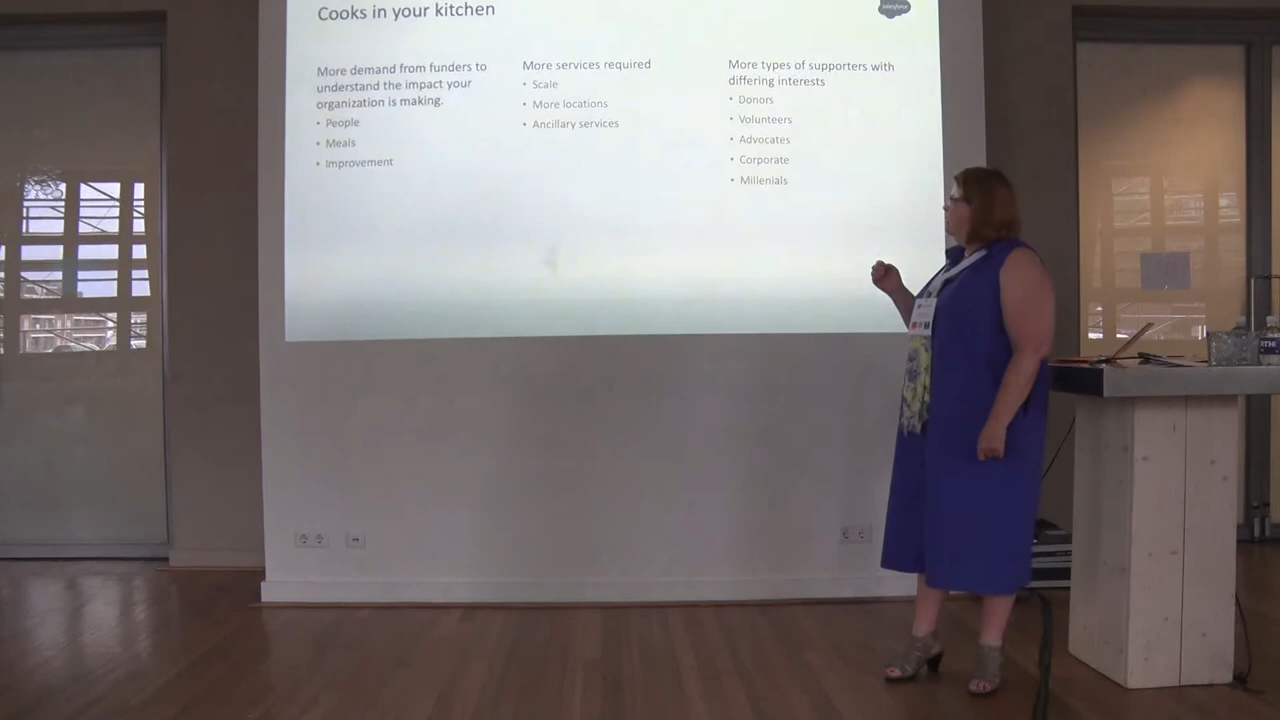 Cooks in your kitchen
salesforce
More demand from funders to
understand the impact your
organization is making.
• People
• Meals
• Improvement
More services required
• Scale
• More locations
• Ancillary services
More types of supporters with
differing interests
• Donors
• Volunteers
• Advocates
• Corporate
• Millenials